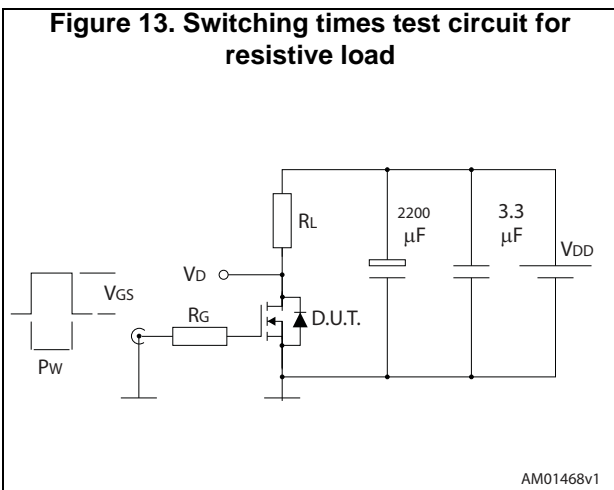 Figure 13. Switching times test circuit for
resistive load
RL
2200
μF
3.3
μF
VDD
VD
VGS
RG
D.U.T.
PW
AM01468v1